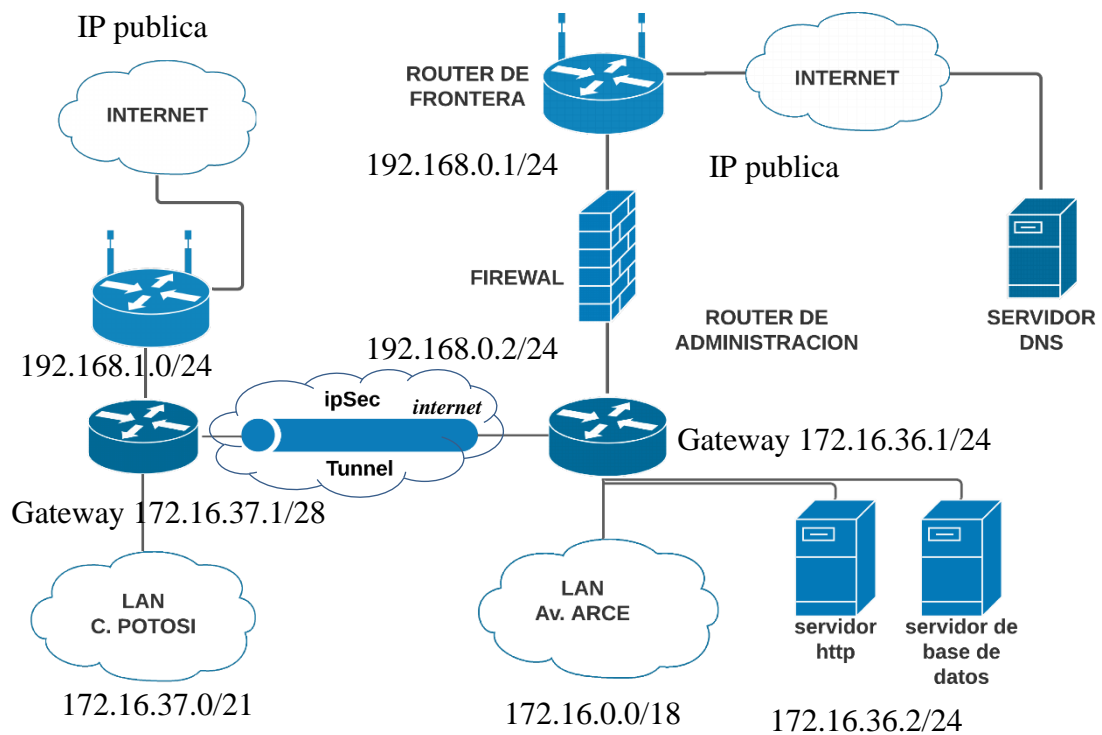 IP publica
INTERNET
ROUTER DE
FRONTERA
INTERNET
192.168.0.1/24
IP publica
FIREWAL
ROUTER DE
ADMINISTRACION
SERVIDOR
DNS
192.168.1.0/24
192.168.0.2/24
ipSec
internet
Tunnel
Gateway 172.16.36.1/24
Gateway 172.16.37.1/28
LAN
C. POTOSI
LAN
Av. ARCE
servidor
http
servidor de
base de
datos
172.16.37.0/21
172.16.0.0/18
172.16.36.2/24